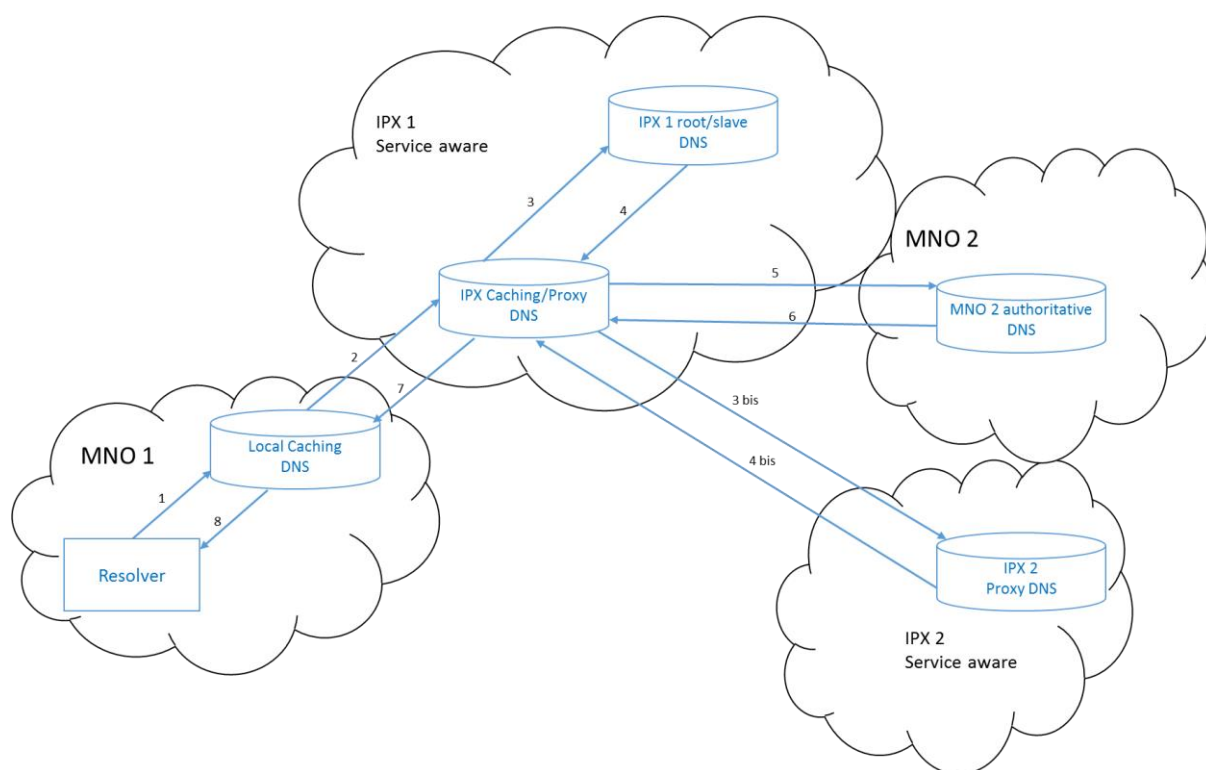 IPX 1
Service aware
IPX 1 root/slave
DNS
3
4
MNO 2
5
IPX Caching/Proxy
DNS
MNO 2 authoritative
DNS
6
2
7
3 bis
MNO 1
Local Caching
DNS
4 bis
1
8
Resolver
IPX 2
Proxy DNS
IPX 2
Service aware